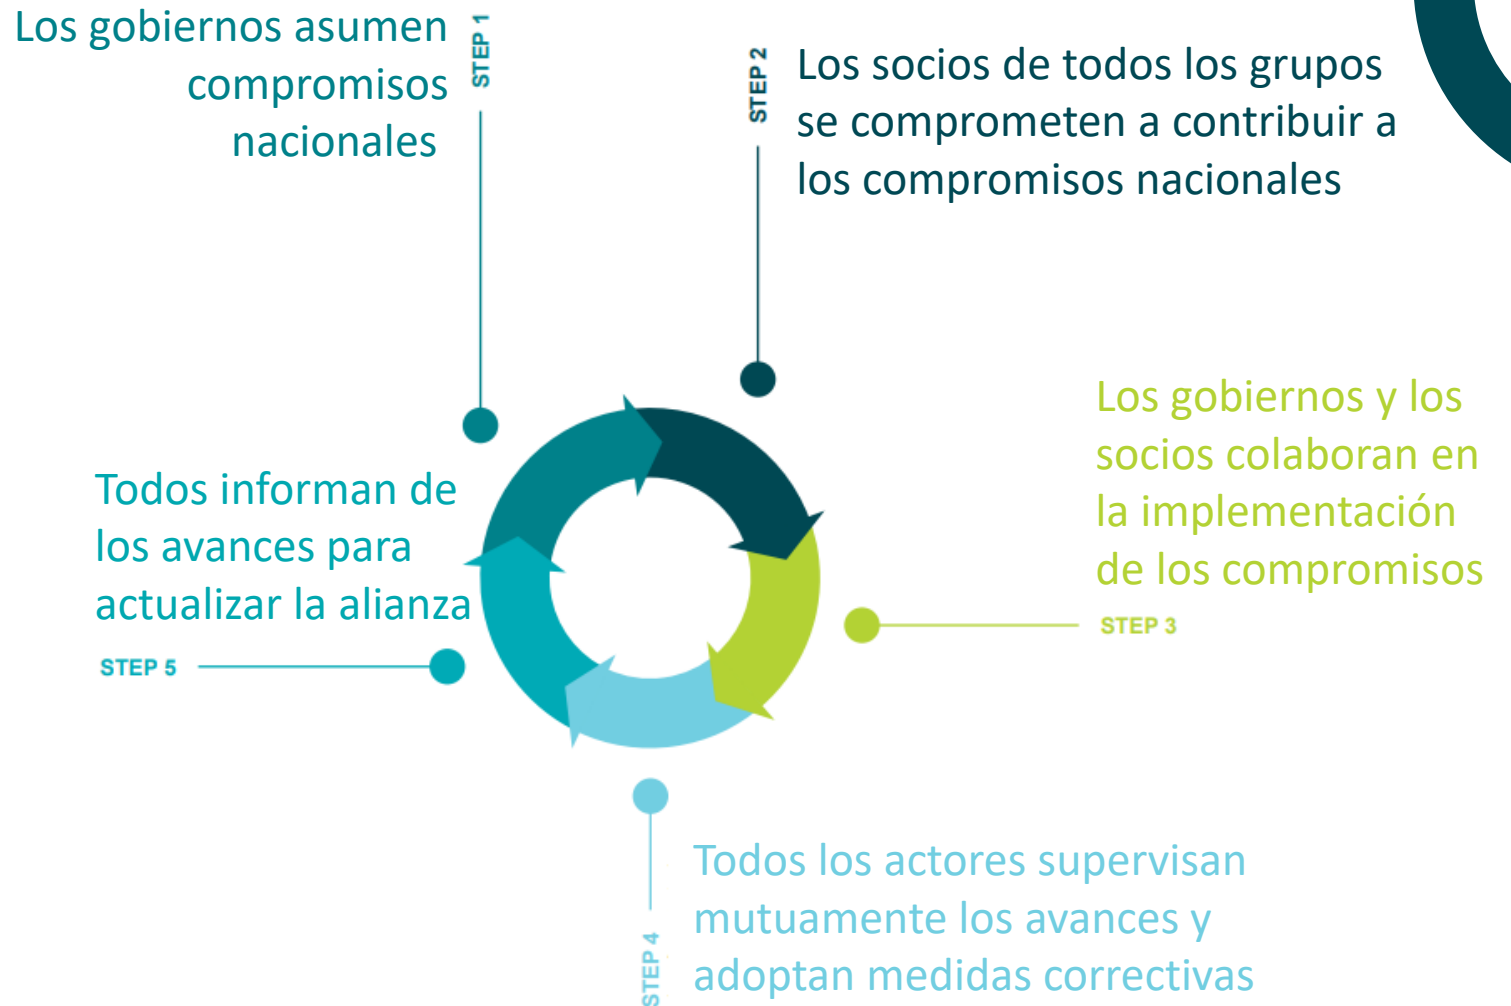 Los gobiernos asumen
compromisos
nacionales
STEP 1
STEP 2
Los socios de todos los grupos
se comprometen a contribuir a
los compromisos nacionales
Los gobiernos y los
socios colaboran en
la implementación
de los compromisos
STEP 3
Todos los actores supervisan
mutuamente los avances y
adoptan medidas correctivas
STEP 4
Todos informan de
los avances para
actualizar la alianza
STEP 5